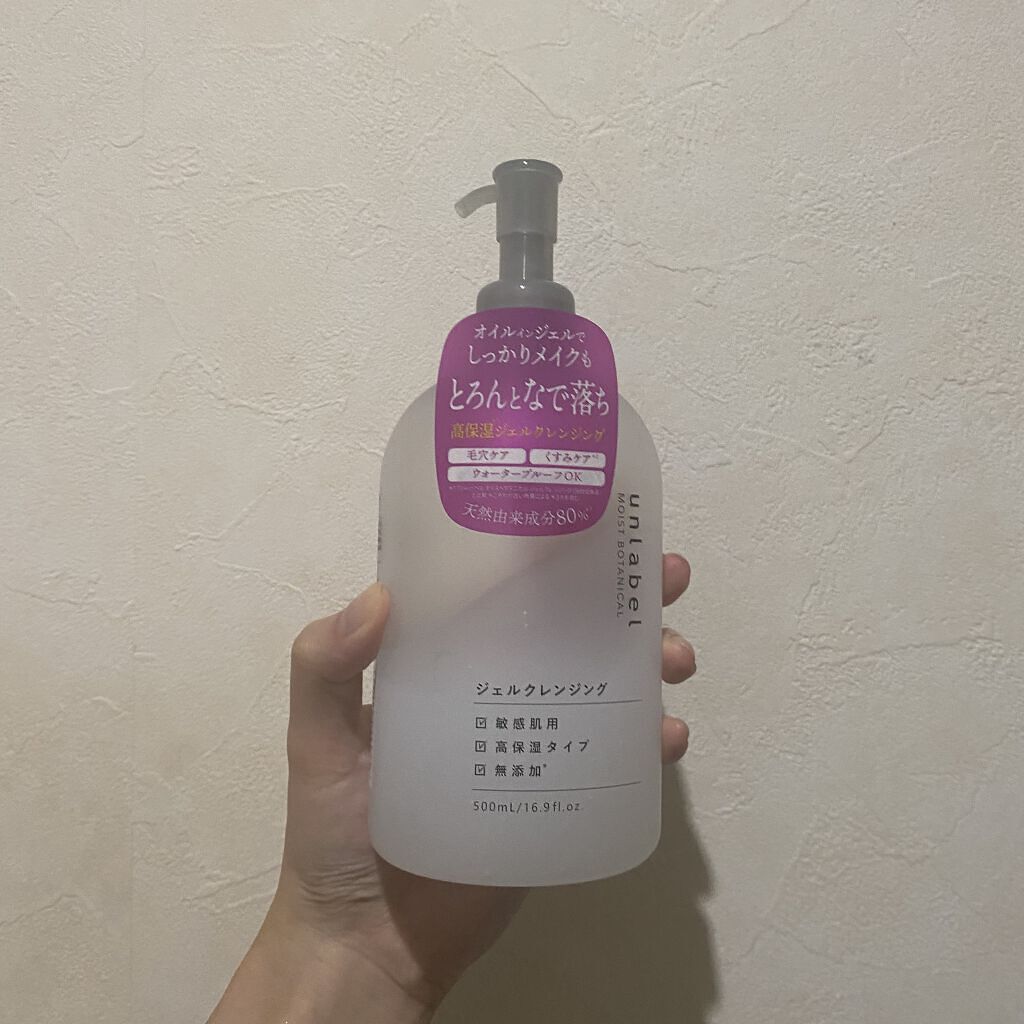 オイルインジェルで
しっかりメイクも
とろんとなで落ち
高保湿ジェルクレンジング
毛穴ケア くすみケア
ウォータープルーフOK
天然由来成分80%
unlabel
MOIST BOTANICAL
ジェルクレンジング
☑ 敏感肌用
☑ 高保湿タイプ
☑ 無添加*
500mL/16.9fl.oz.